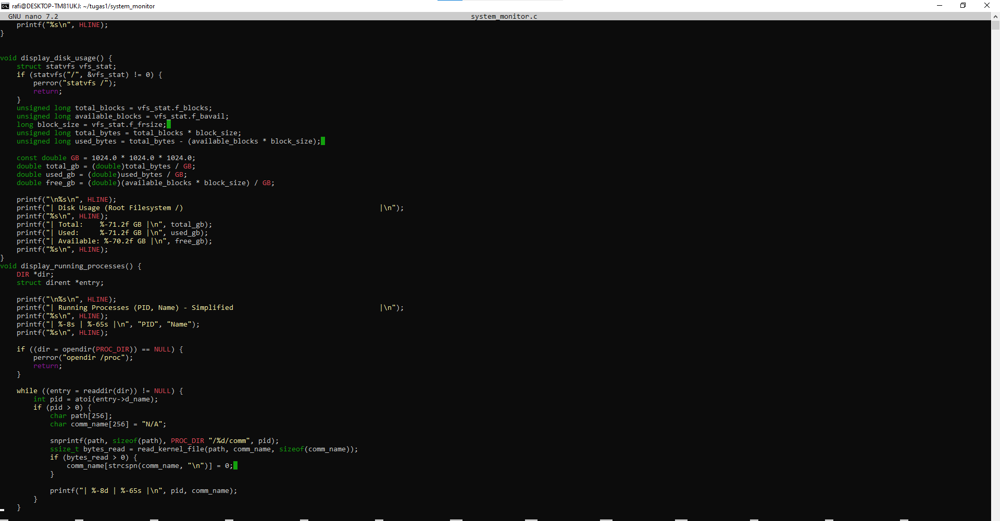 rafi@DESKTOP-TM81UKJ: ~/tugas1/system_monitor
GNU nano 7.2 system_monitor.c
    printf("%s\n", HLINE);
}


void display_disk_usage() {
    struct statvfs vfs_stat;
    if (statvfs("/", &vfs_stat) != 0) {
        perror("statvfs /");
        return;
    }
    unsigned long total_blocks = vfs_stat.f_blocks;
    unsigned long available_blocks = vfs_stat.f_bavail;
    long block_size = vfs_stat.f_frsize;
    unsigned long total_bytes = total_blocks * block_size;
    unsigned long used_bytes = total_bytes - (available_blocks * block_size);

    const double GB = 1024.0 * 1024.0 * 1024.0;
    double total_gb = (double)total_bytes / GB;
    double used_gb = (double)used_bytes / GB;
    double free_gb = (double)(available_blocks * block_size) / GB;

    printf("\n%s\n", HLINE);
    printf("| Disk Usage (Root Filesystem /)                                               |\n");
    printf("%s\n", HLINE);
    printf("| Total:    %-71.2f GB |\n", total_gb);
    printf("| Used:     %-71.2f GB |\n", used_gb);
    printf("| Available: %-70.2f GB |\n", free_gb);
    printf("%s\n", HLINE);
}
void display_running_processes() {
    DIR *dir;
    struct dirent *entry;

    printf("\n%s\n", HLINE);
    printf("| Running Processes (PID, Name) - Simplified                                   |\n");
    printf("%s\n", HLINE);
    printf("| %-8s | %-65s |\n", "PID", "Name");
    printf("%s\n", HLINE);

    if ((dir = opendir(PROC_DIR)) == NULL) {
        perror("opendir /proc");
        return;
    }

    while ((entry = readdir(dir)) != NULL) {
        int pid = atoi(entry->d_name);
        if (pid > 0) {
            char path[256];
            char comm_name[256] = "N/A";

            snprintf(path, sizeof(path), PROC_DIR "/%d/comm", pid);
            ssize_t bytes_read = read_kernel_file(path, comm_name, sizeof(comm_name));
            if (bytes_read > 0) {
                comm_name[strcspn(comm_name, "\n")] = 0;
            }

            printf("| %-8d | %-65s |\n", pid, comm_name);
        }
    }